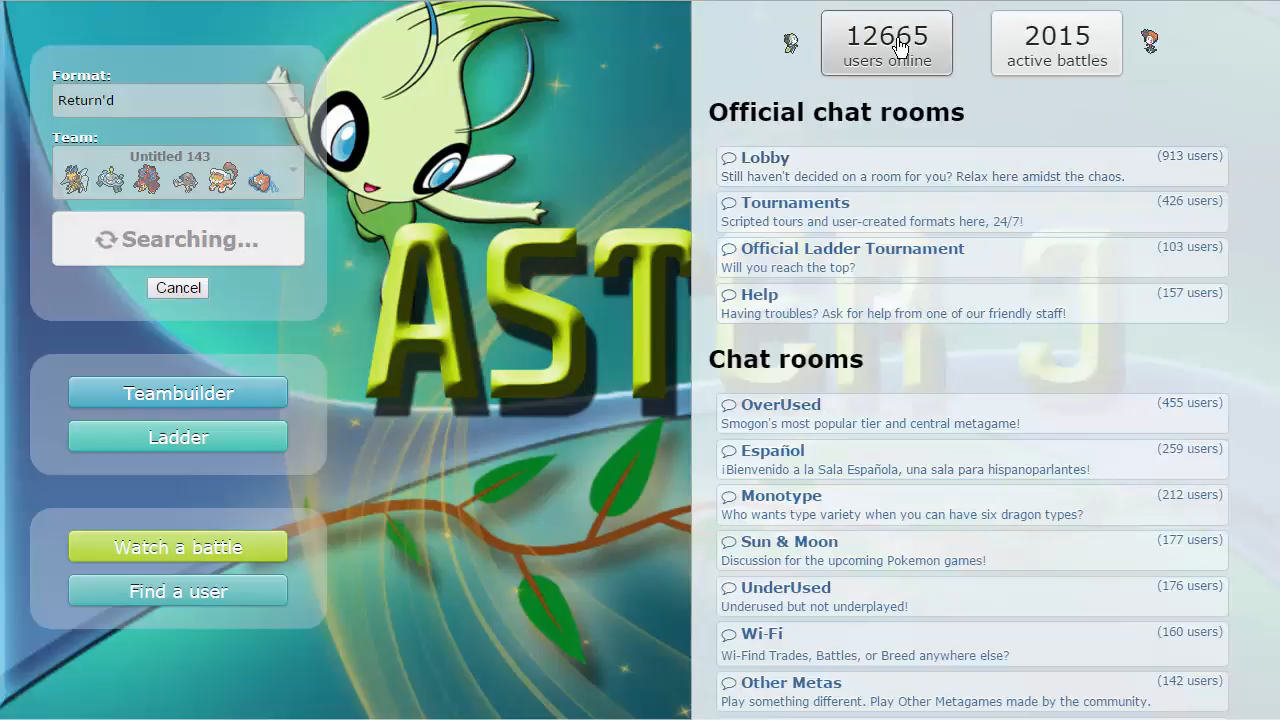 Format:
Return'd
Team:
Untitled 143
Searching...
Cancel
Teambuilder
Ladder
Watch a battle
Find a user
ASTER J
12665
users online
2015
active battles
Official chat rooms
Lobby (913 users)
Still haven't decided on a room for you? Relax here amidst the chaos.
Tournaments (426 users)
Scripted tours and user-created formats here, 24/7!
Official Ladder Tournament (103 users)
Will you reach the top?
Help (157 users)
Having troubles? Ask for help from one of our friendly staff!
Chat rooms
OverUsed (455 users)
Smogon's most popular tier and central metagame!
Español (259 users)
¡Bienvenido a la Sala Española, una sala para hispanoparlantes!
Monotype (212 users)
Who wants type variety when you can have six dragon types?
Sun & Moon (177 users)
Discussion for the upcoming Pokemon games!
UnderUsed (176 users)
Underused but not underplayed!
Wi-Fi (160 users)
Wi-Find Trades, Battles, or Breed anywhere else?
Other Metas (142 users)
Play something different. Play Other Metagames made by the community.